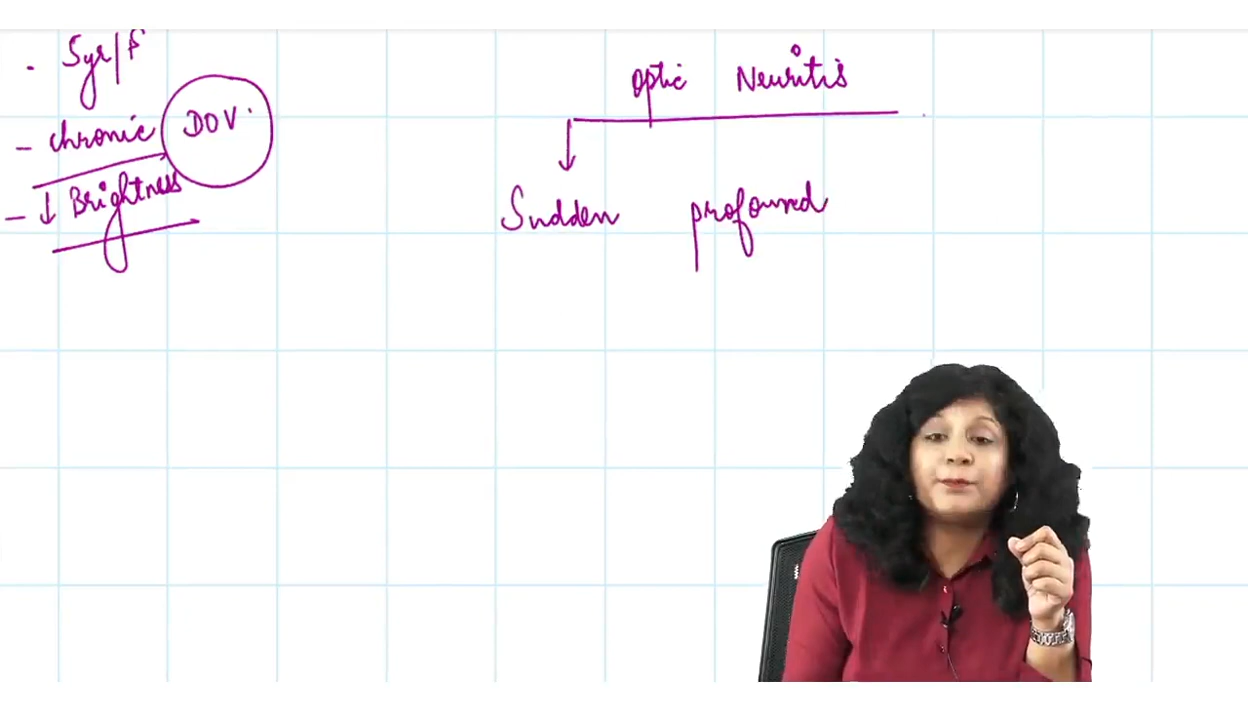 . Syr/f
- chronic DOV.
- ↓ Brightness
Optic Neuritis
↓
Sudden profound